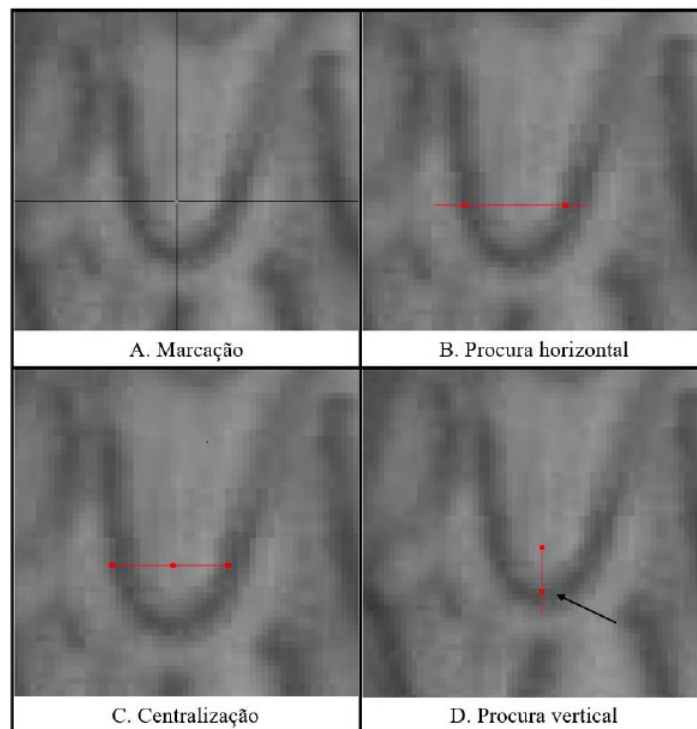 A. Marcação
B. Procura horizontal
C. Centralização
D. Procura vertical